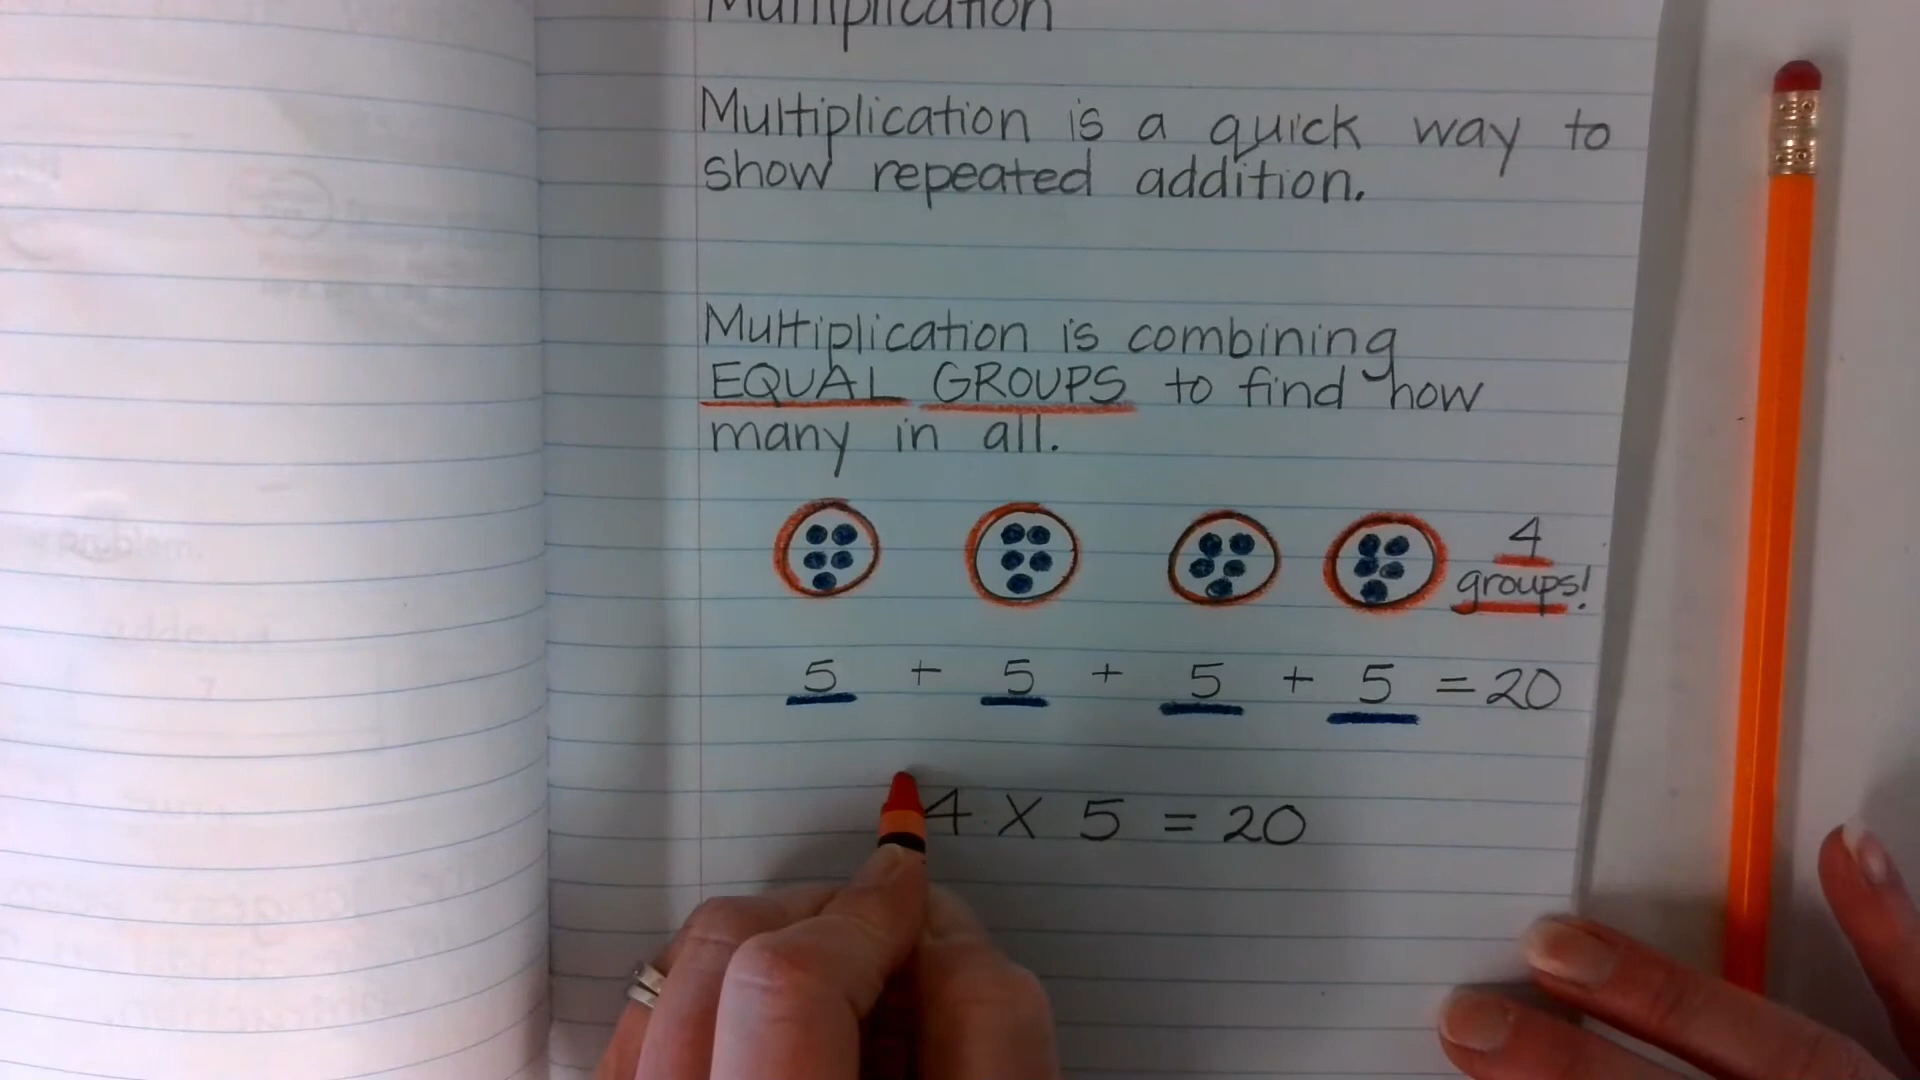 Multiplication
Multiplication is a quick way to
show repeated addition.
Multiplication is combining
EQUAL GROUPS to find how
many in all.
4
groups!
5 + 5 + 5 + 5 = 20
4 X 5 = 20